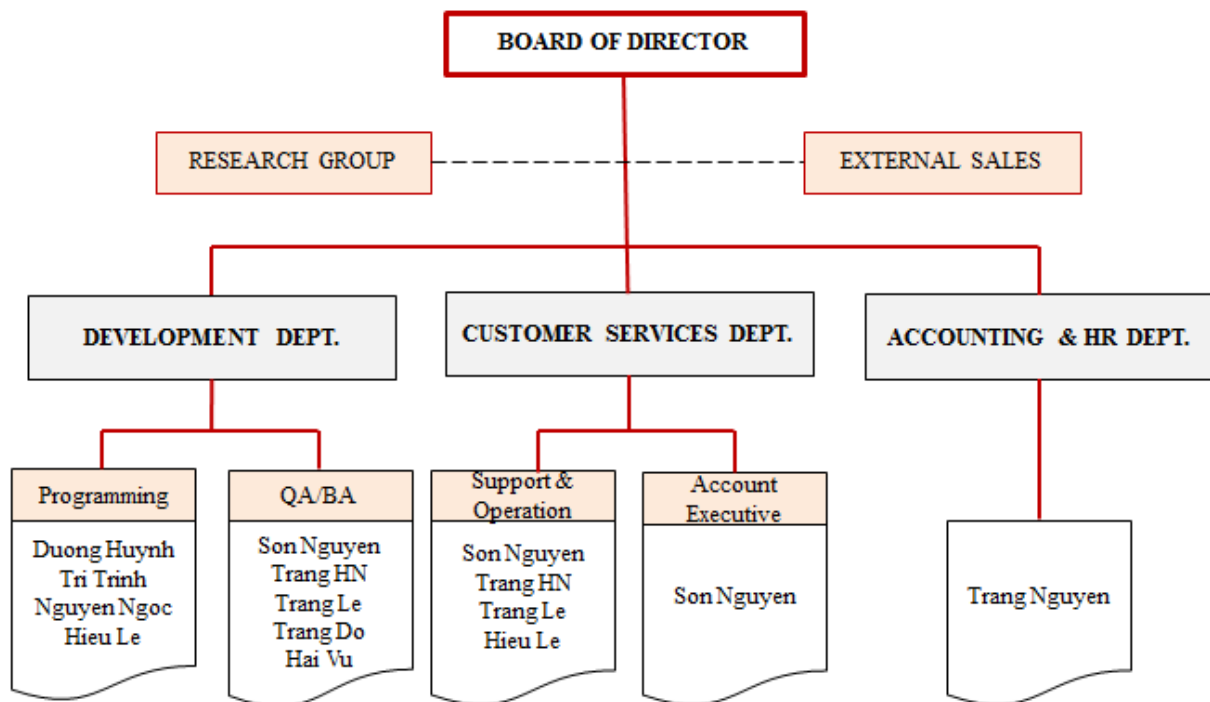 BOARD OF DIRECTOR
RESEARCH GROUP
EXTERNAL SALES
DEVELOPMENT DEPT.
CUSTOMER SERVICES DEPT.
ACCOUNTING & HR DEPT.
Programming
Duong Huynh
Tri Trinh
Nguyen Ngoc
Hieu Le
QA/BA
Son Nguyen
Trang HN
Trang Le
Trang Do
Hai Vu
Support &
Operation
Son Nguyen
Trang HN
Trang Le
Hieu Le
Account
Executive
Son Nguyen
Trang Nguyen